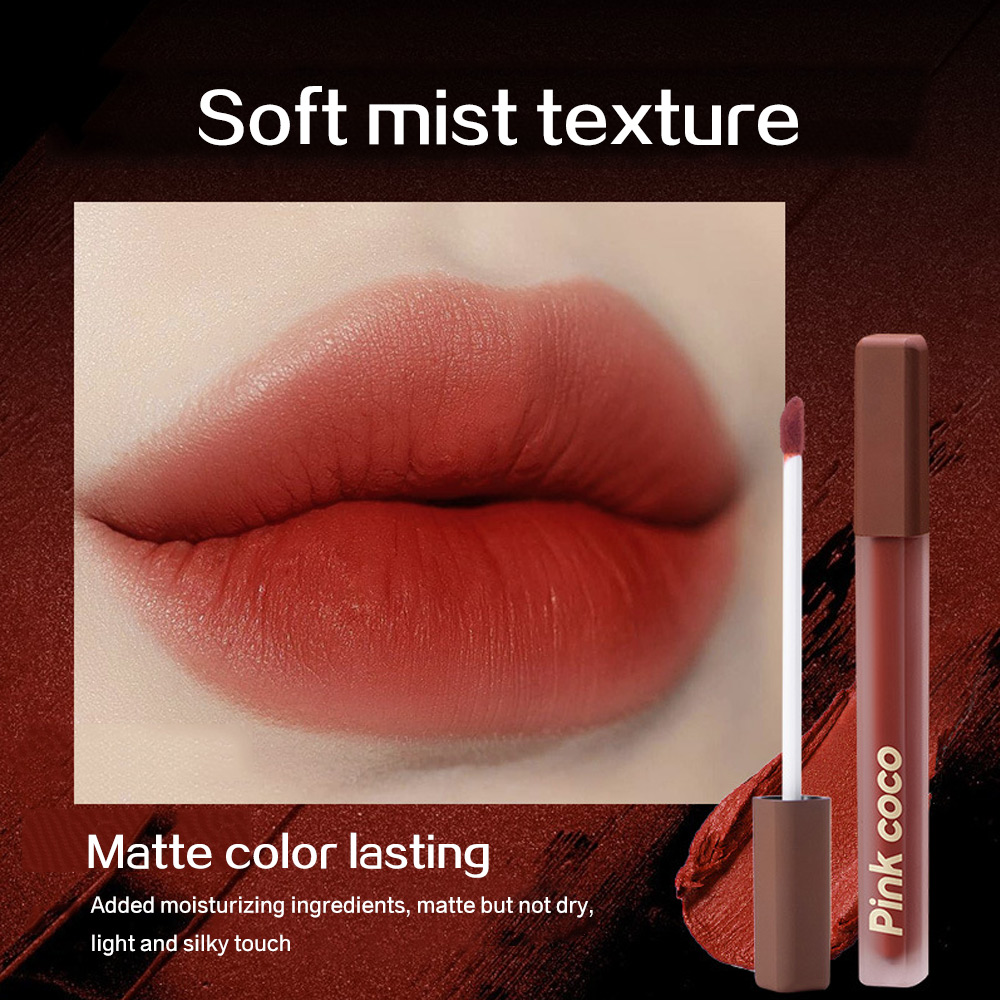 Soft mist texture
Pink coco
Matte color lasting
Added moisturizing ingredients, matte but not dry,
light and silky touch